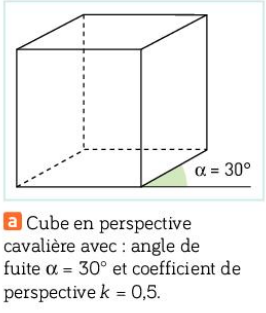 α = 30°
a Cube en perspective
cavalière avec : angle de
fuite α = 30° et coefficient de
perspective k = 0,5.